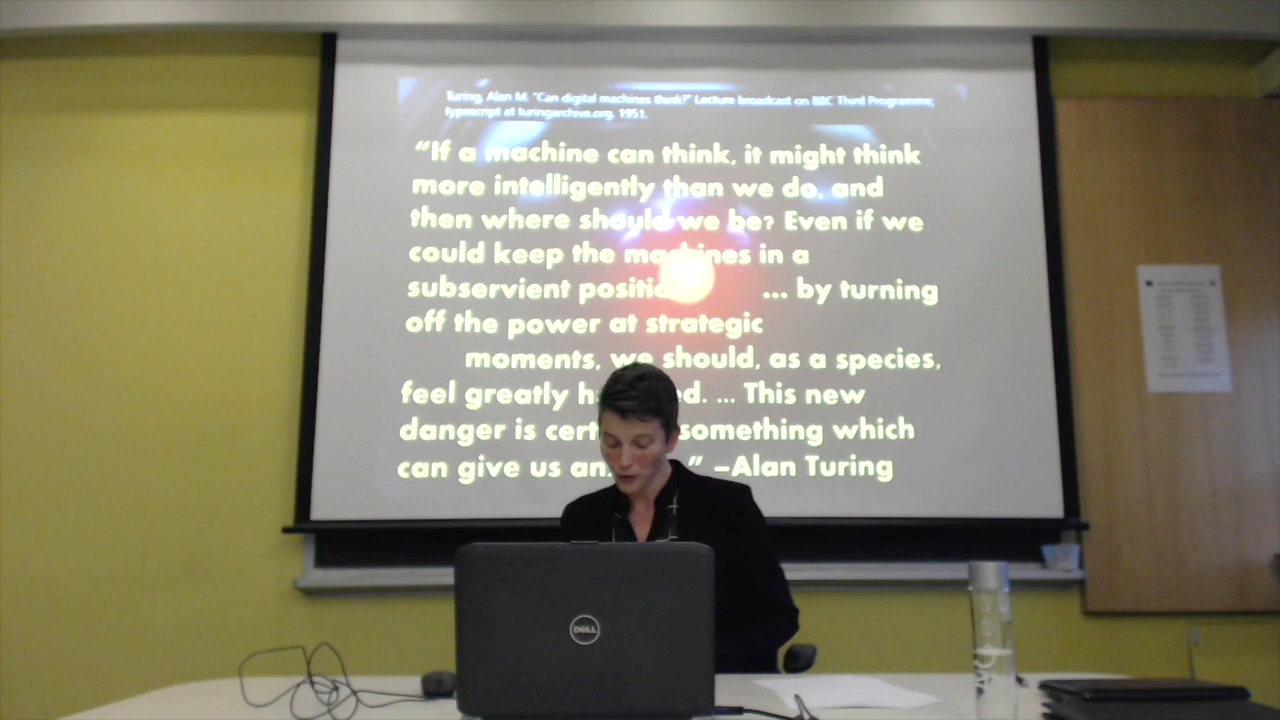 Turing, Alan M. "Can digital machines think?" Lecture broadcast on BBC Third Programme;
typescript at turingarchive.org, 1951.
“If a machine can think, it might think
more intelligently than we do, and
then where should we be? Even if we
could keep the machines in a
subservient ... by turning
off the power at strategic
moments, we should, as a species,
feel greatly ... This new
danger is something which
can give us ” –Alan Turing
DELL